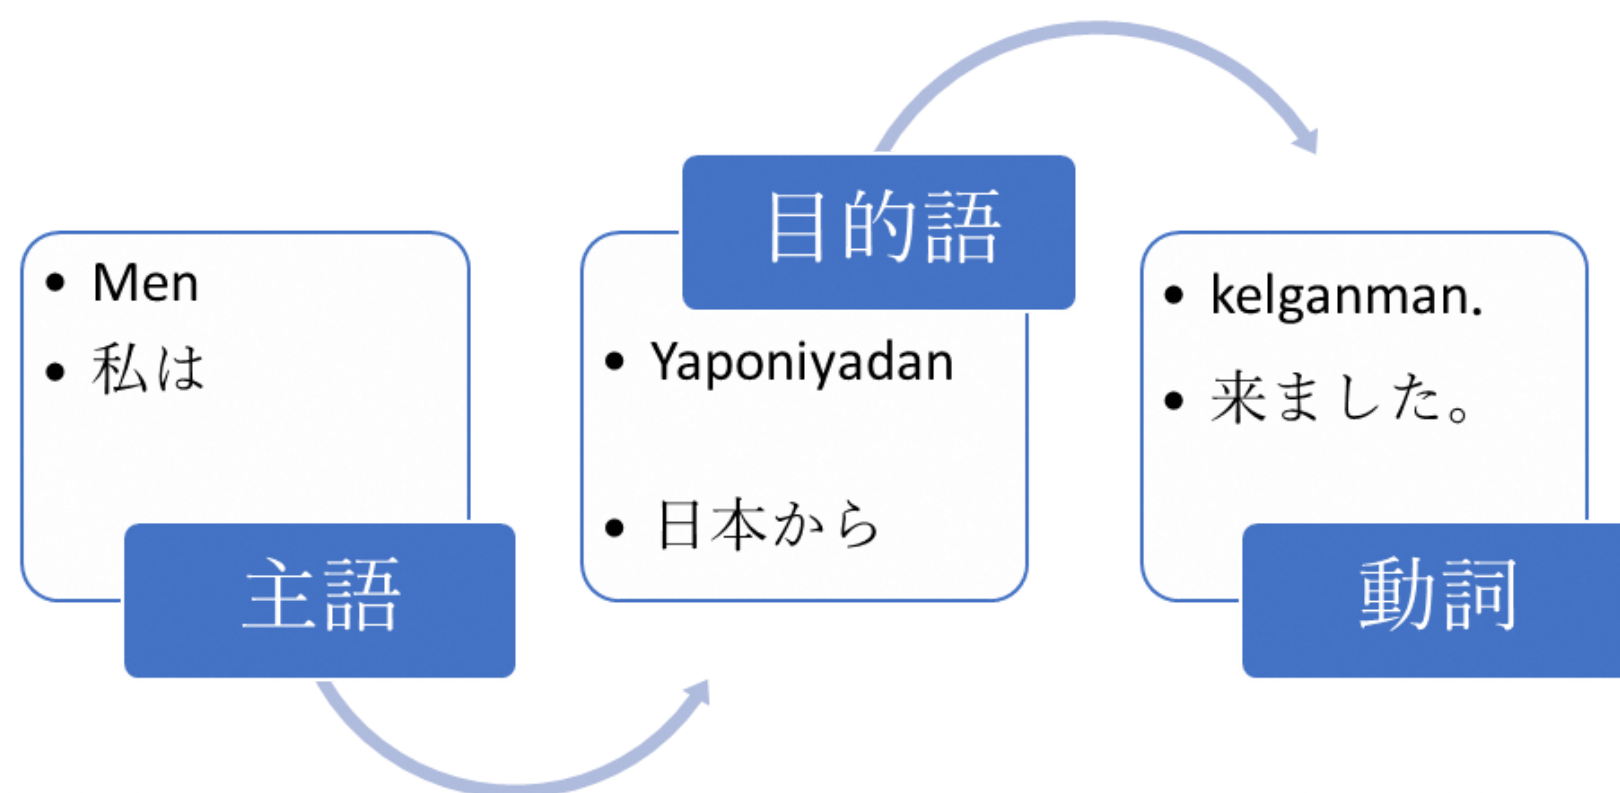 Men
私は
主語
目的語
Yaponiyadan
日本から
kelganman.
来ました。
動詞